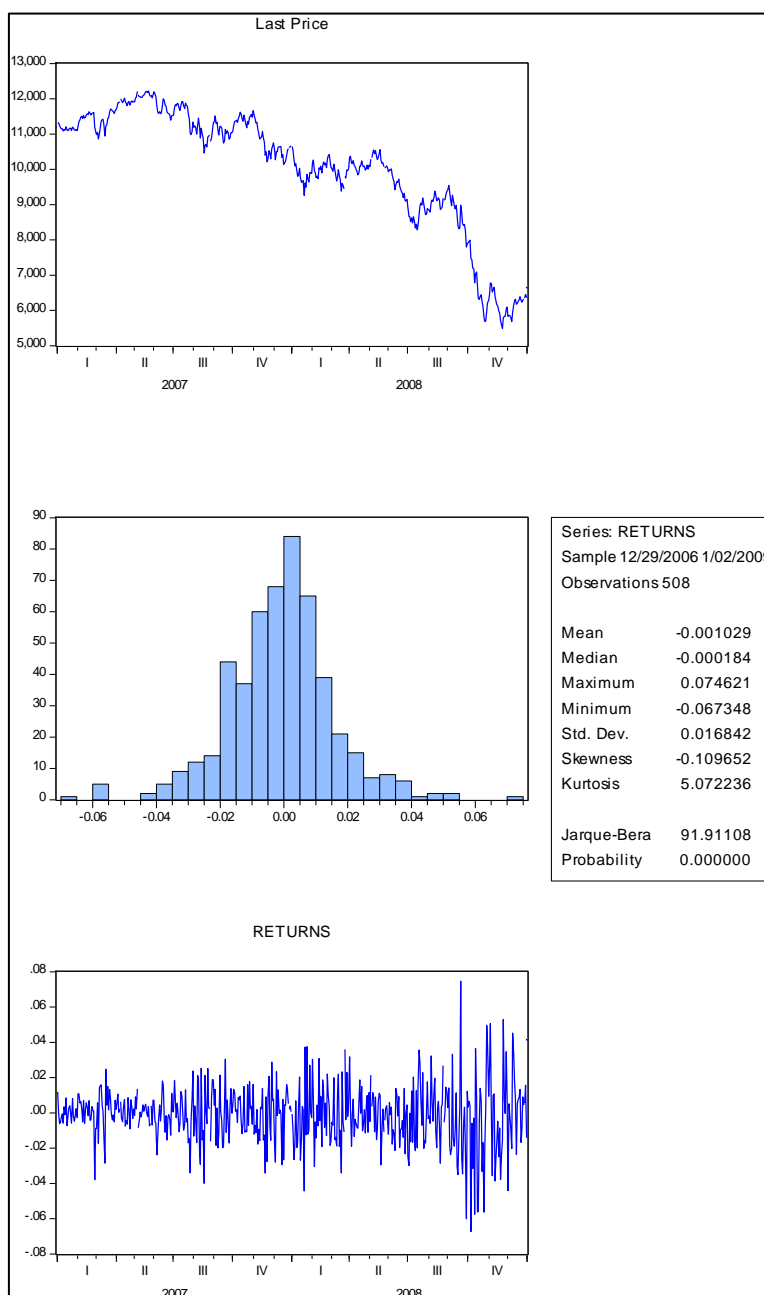 Last Price
13,000
12,000
11,000
10,000
9,000
8,000
7,000
6,000
5,000
I II III IV I II III IV
2007 2008
90
80
70
60
50
40
30
20
10
0
-0.06 -0.04 -0.02 0.00 0.02 0.04 0.06
Series: RETURNS
Sample 12/29/2006 1/02/2009
Observations 508
Mean -0.001029
Median -0.000184
Maximum 0.074621
Minimum -0.067348
Std. Dev. 0.016842
Skewness -0.109652
Kurtosis 5.072236
Jarque-Bera 91.91108
Probability 0.000000
RETURNS
.08
.06
.04
.02
.00
-.02
-.04
-.06
-.08
I II III IV I II III IV
2007 2008